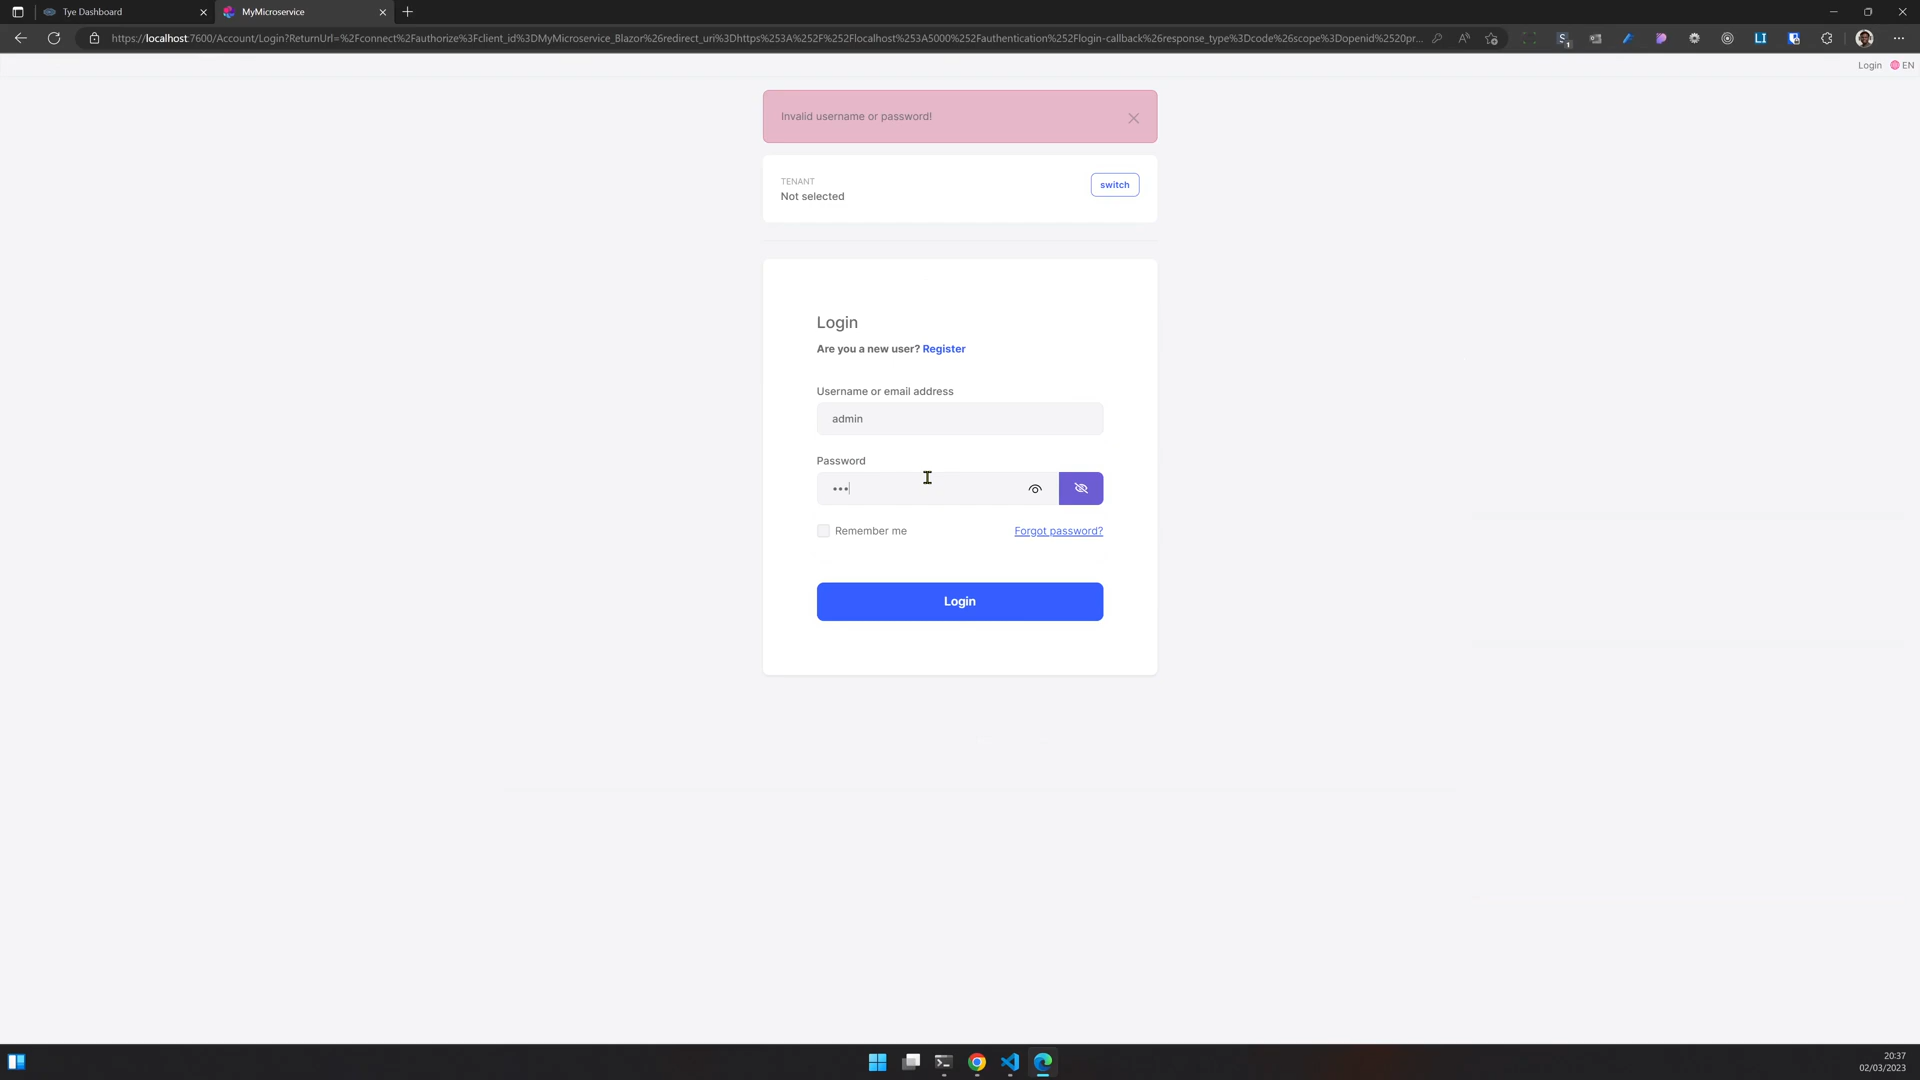 Tye Dashboard
MyMicroservice
https://localhost:7600/Account/Login?ReturnUrl=%2Fconnect%2Fauthorize%3Fclient_id%3DMyMicroservice_Blazor%26redirect_uri%3Dhttps%253A%252F%252Flocalhost%253A5000%252Fauthentication%252Flogin-callback%26response_type%3Dcode%26scope%3Dopenid%2520pr...
Login
EN
Invalid username or password!
TENANT
Not selected
switch
Login
Are you a new user? Register
Username or email address
admin
Password
Remember me
Forgot password?
Login
20:37
02/03/2023